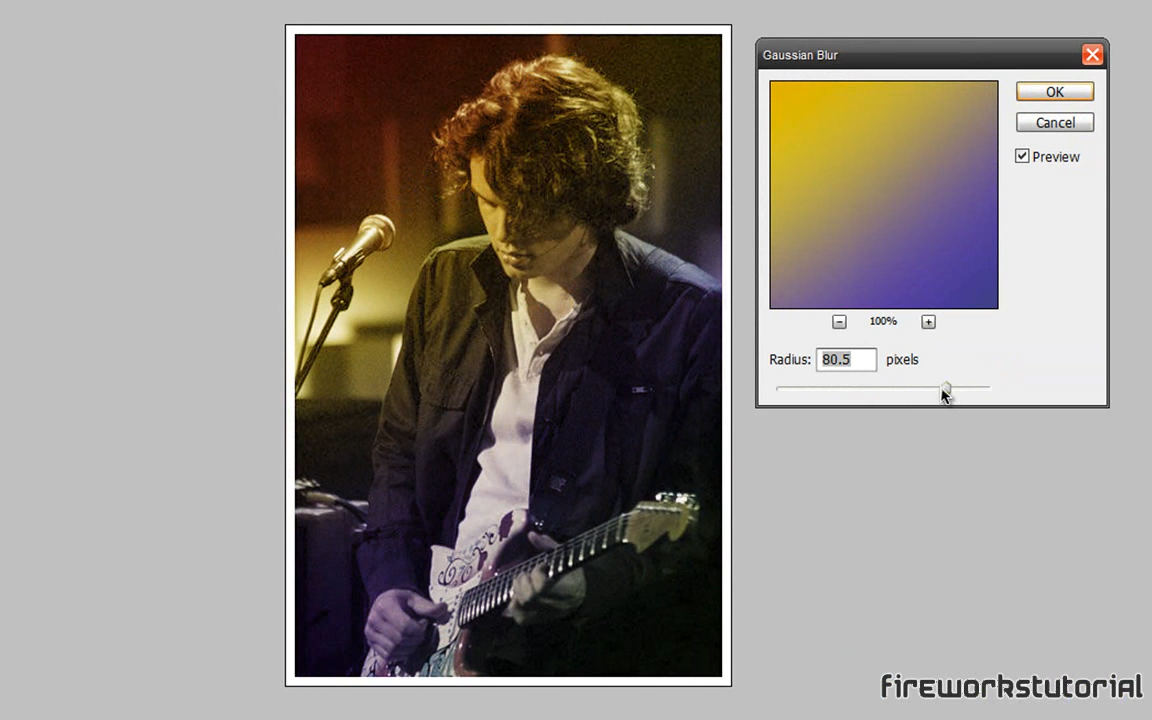 Gaussian Blur
OK
Cancel
Preview
100%
Radius: 80.5 pixels
fireworkstutorial